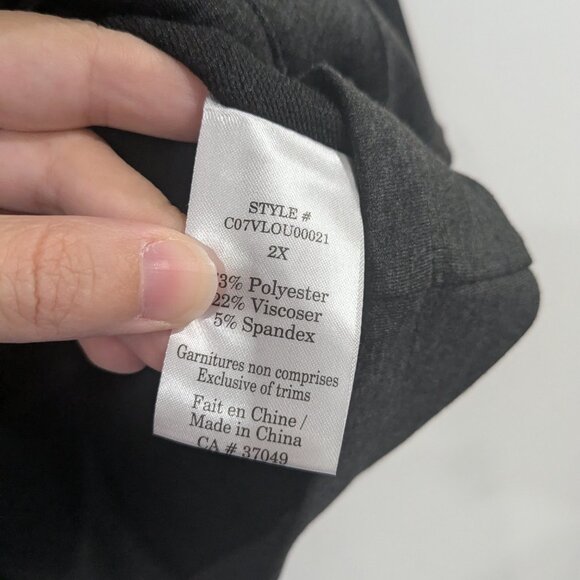 STYLE #
C07VLOU00021
2X
3% Polyester
22% Viscoser
5% Spandex
Garnitures non comprises
Exclusive of trims
Fait en Chine /
Made in China
CA # 37049